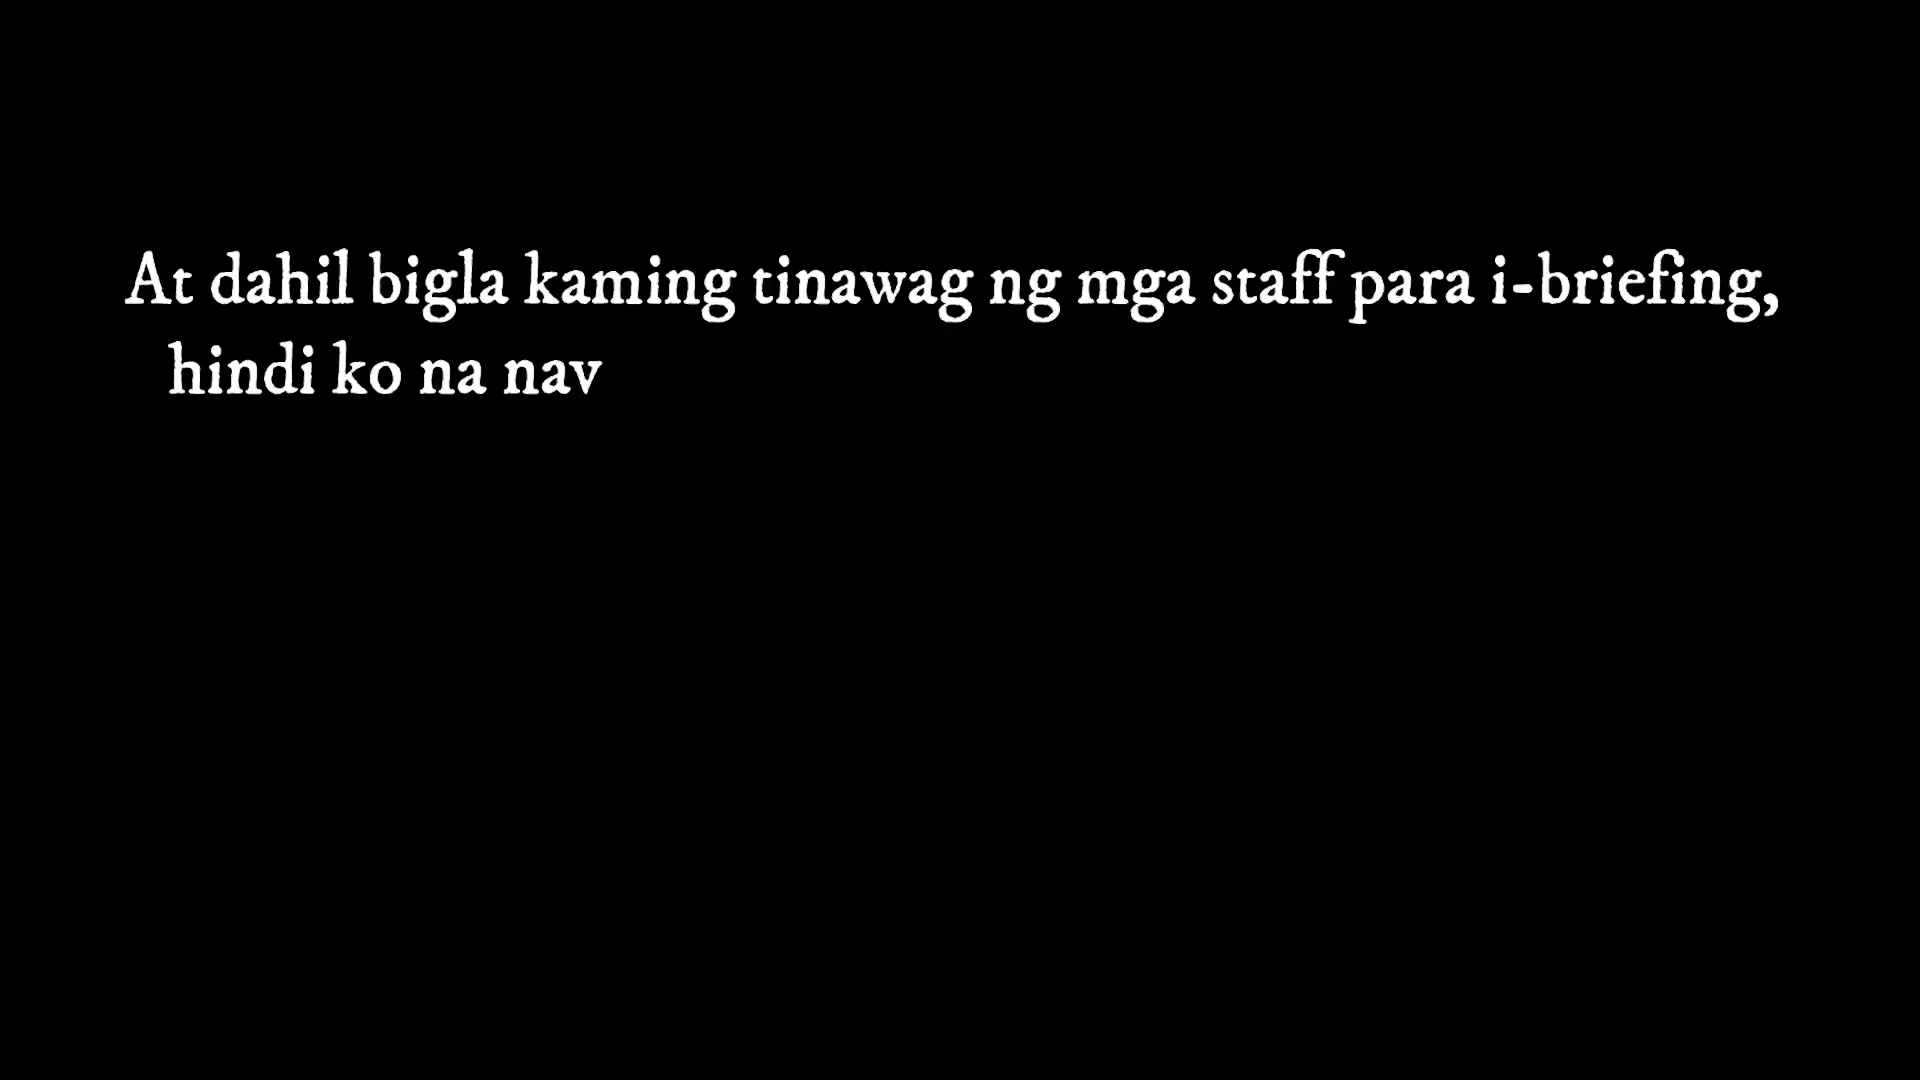 At dahil bigla kaming tinawag ng mga staff para i-briefing,
hindi ko na nav